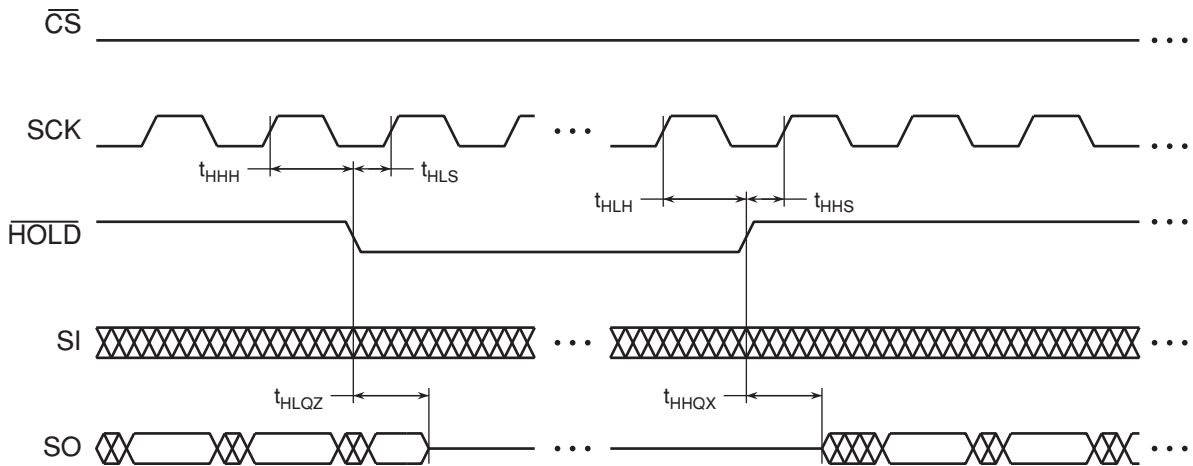 CS
SCK
tHHH
tHLS
tHLH
tHHS
HOLD
SI
tHLQZ
tHHQX
SO